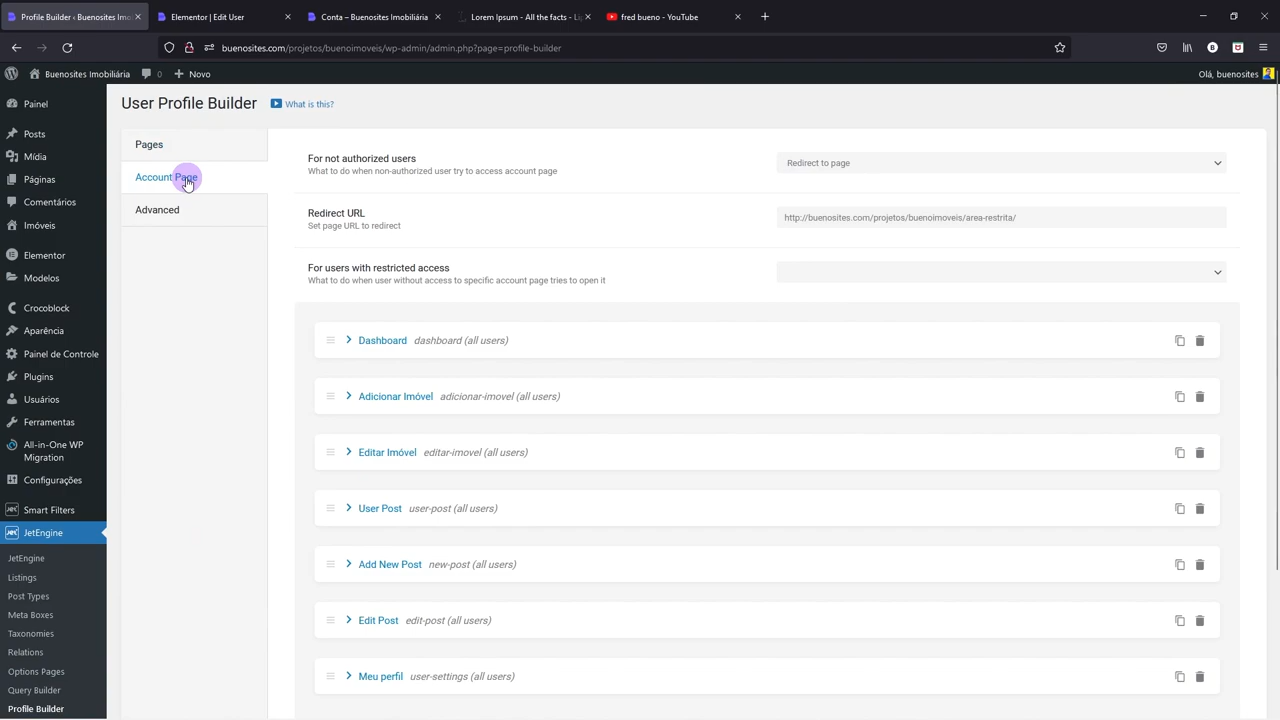 Profile Builder ‹ Buenosites Imo
Elementor | Edit User
Conta – Buenosites Imobiliária
Lorem Ipsum - All the facts - Li
fred bueno - YouTube
buenosites.com/projetos/buenoimoveis/wp-admin/admin.php?page=profile-builder
Buenosites Imobiliária
0
Novo
Olá, buenosites
Painel
Posts
Mídia
Páginas
Comentários
Imóveis
Elementor
Modelos
Crocoblock
Aparência
Painel de Controle
Plugins
Usuários
Ferramentas
All-in-One WP
Migration
Configurações
Smart Filters
JetEngine
JetEngine
Listings
Post Types
Meta Boxes
Taxonomies
Relations
Options Pages
Query Builder
Profile Builder
User Profile Builder
What is this?
Pages
Account Page
Advanced
For not authorized users
What to do when non-authorized user try to access account page
Redirect to page
Redirect URL
Set page URL to redirect
http://buenosites.com/projetos/buenoimoveis/area-restrita/
For users with restricted access
What to do when user without access to specific account page tries to open it
Dashboard dashboard (all users)
Adicionar Imóvel adicionar-imovel (all users)
Editar Imóvel editar-imovel (all users)
User Post user-post (all users)
Add New Post new-post (all users)
Edit Post edit-post (all users)
Meu perfil user-settings (all users)